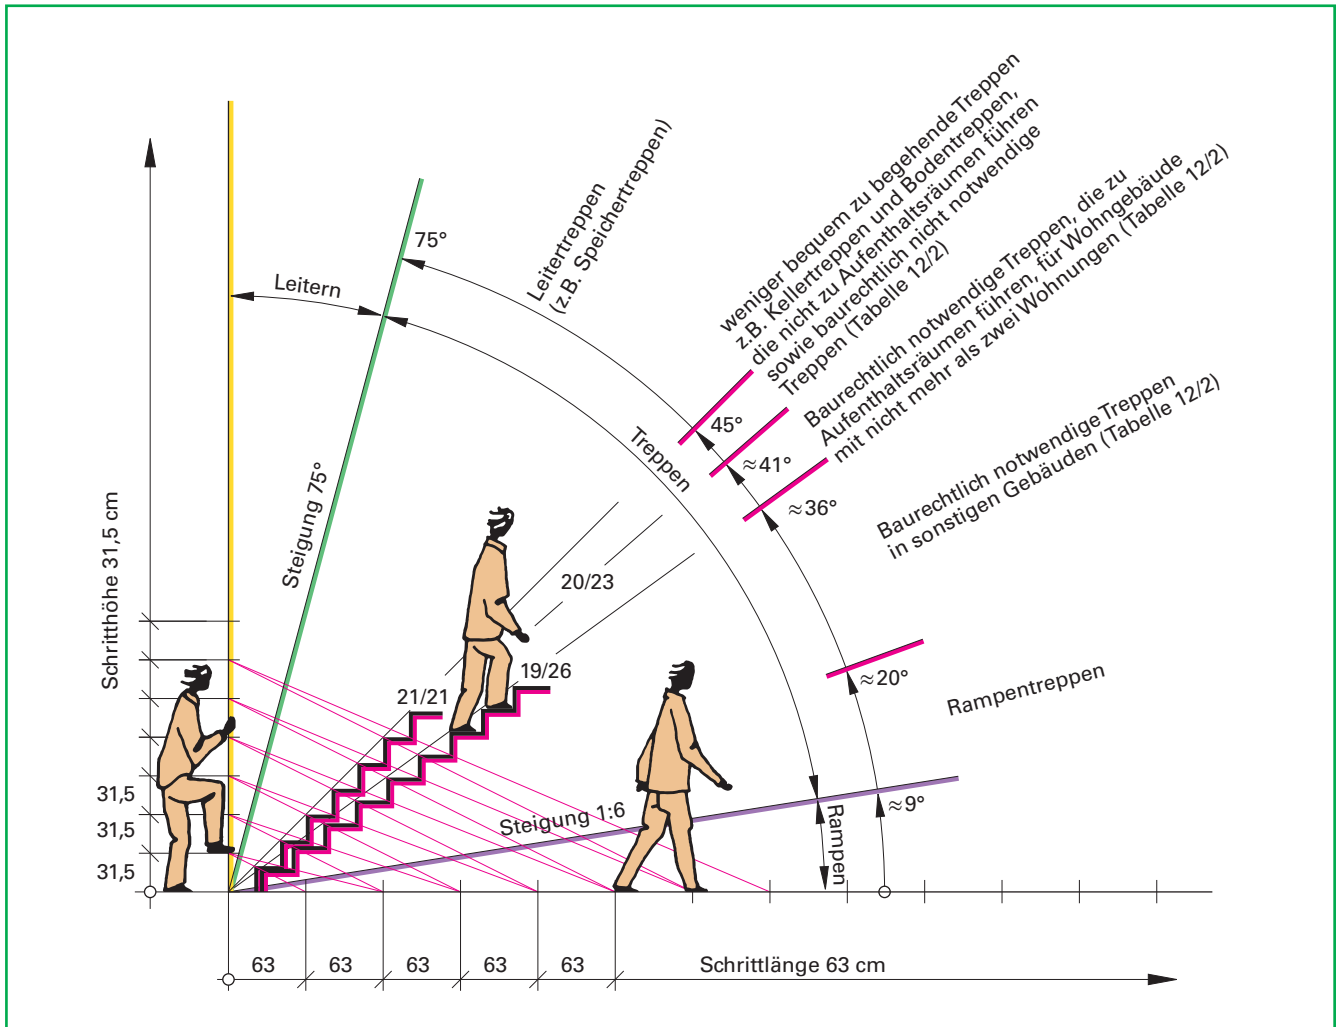 weniger bequem zu begehende Treppen
z.B. Kellertreppen und Bodentreppen,
die nicht zu Aufenthaltsräumen führen
sowie baurechtlich nicht notwendige
Treppen (Tabelle 12/2)
Baurechtlich notwendige Treppen, die zu
Aufenthaltsräumen führen, für Wohngebäude
mit nicht mehr als zwei Wohnungen (Tabelle 12/2)
Baurechtlich notwendige Treppen
in sonstigen Gebäuden (Tabelle 12/2)
Leitertreppen
(z.B. Speichertreppen)
75°
Leitern
45°
≈41°
≈36°
Treppen
Steigung 75°
Schritthöhe 31,5 cm
20/23
19/26
21/21
≈20°
Rampentreppen
31,5
31,5
31,5
Steigung 1:6
≈9°
Rampen
63
63
63
63
63
Schrittlänge 63 cm